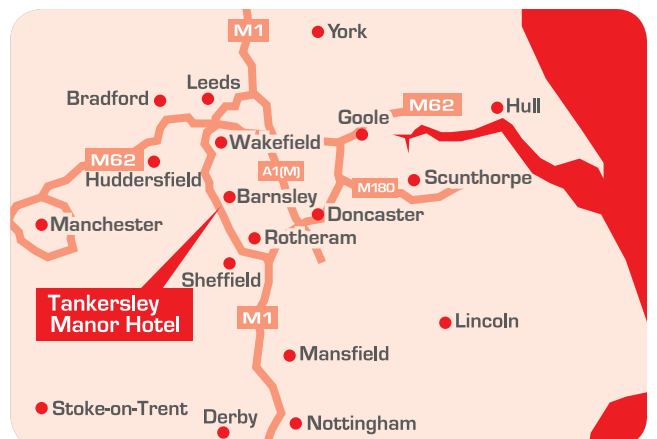 M1
York
Leeds
Bradford
M62
Hull
Goole
Wakefield
M62
A1(M)
Huddersfield
Scunthorpe
M180
Barnsley
Doncaster
Manchester
Rotheram
Sheffield
Tankersley
Manor Hotel
M1
Lincoln
Mansfield
Stoke-on-Trent
Derby
Nottingham